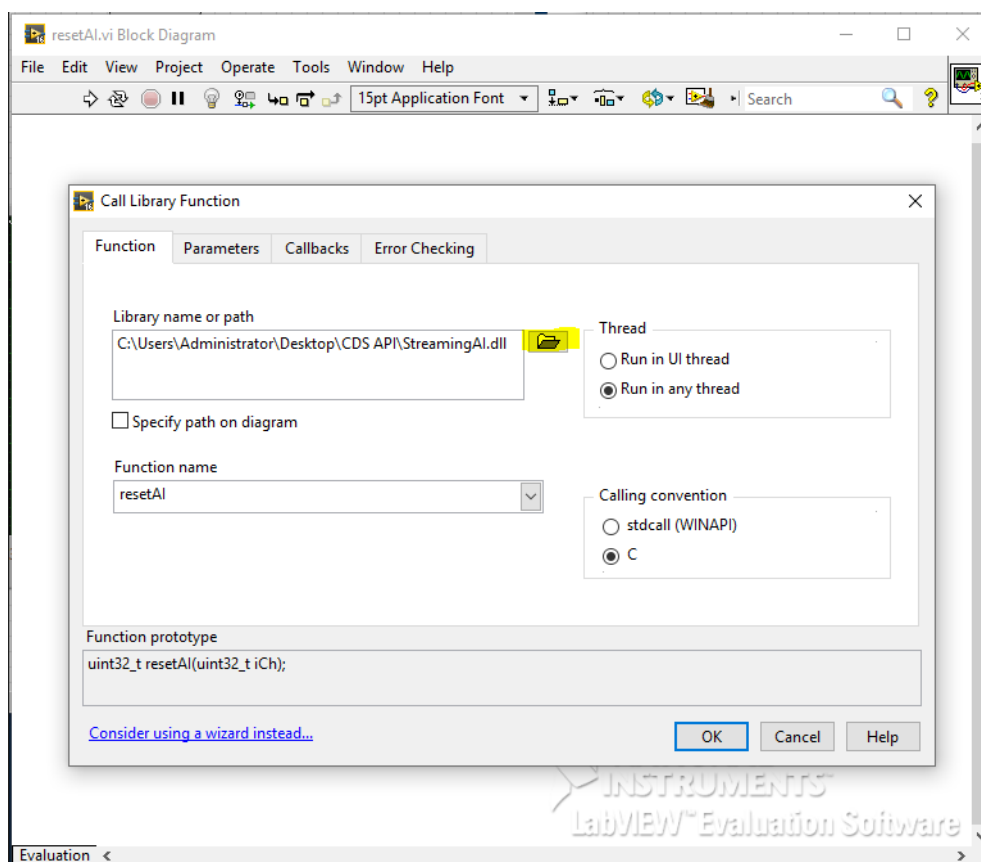 resetAI.vi Block Diagram
File Edit View Project Operate Tools Window Help
15pt Application Font
Search
Call Library Function
Function Parameters Callbacks Error Checking
Library name or path
C:\Users\Administrator\Desktop\CDS API\StreamingAI.dll
Thread
Run in UI thread
Run in any thread
Specify path on diagram
Function name
resetAI
Calling convention
stdcall (WINAPI)
C
Function prototype
uint32_t resetAI(uint32_t iCh);
Consider using a wizard instead...
OK Cancel Help
INSTRUMENTS™
LabVIEW™ Evaluation Software
Evaluation